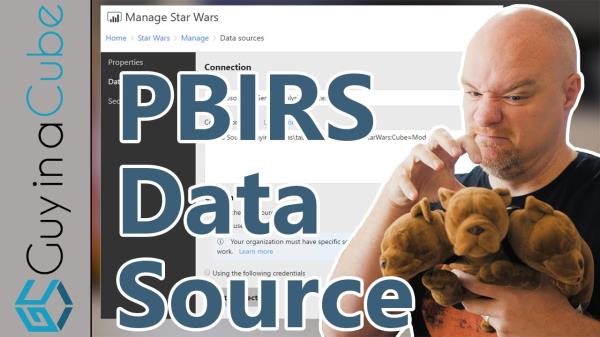 Guy in a Cube
Manage Star Wars
Home > Star Wars > Manage > Data sources
Properties
Connection
PBIRS
Data
Source
Your organization must have specific
work. Learn more
Using the following credentials